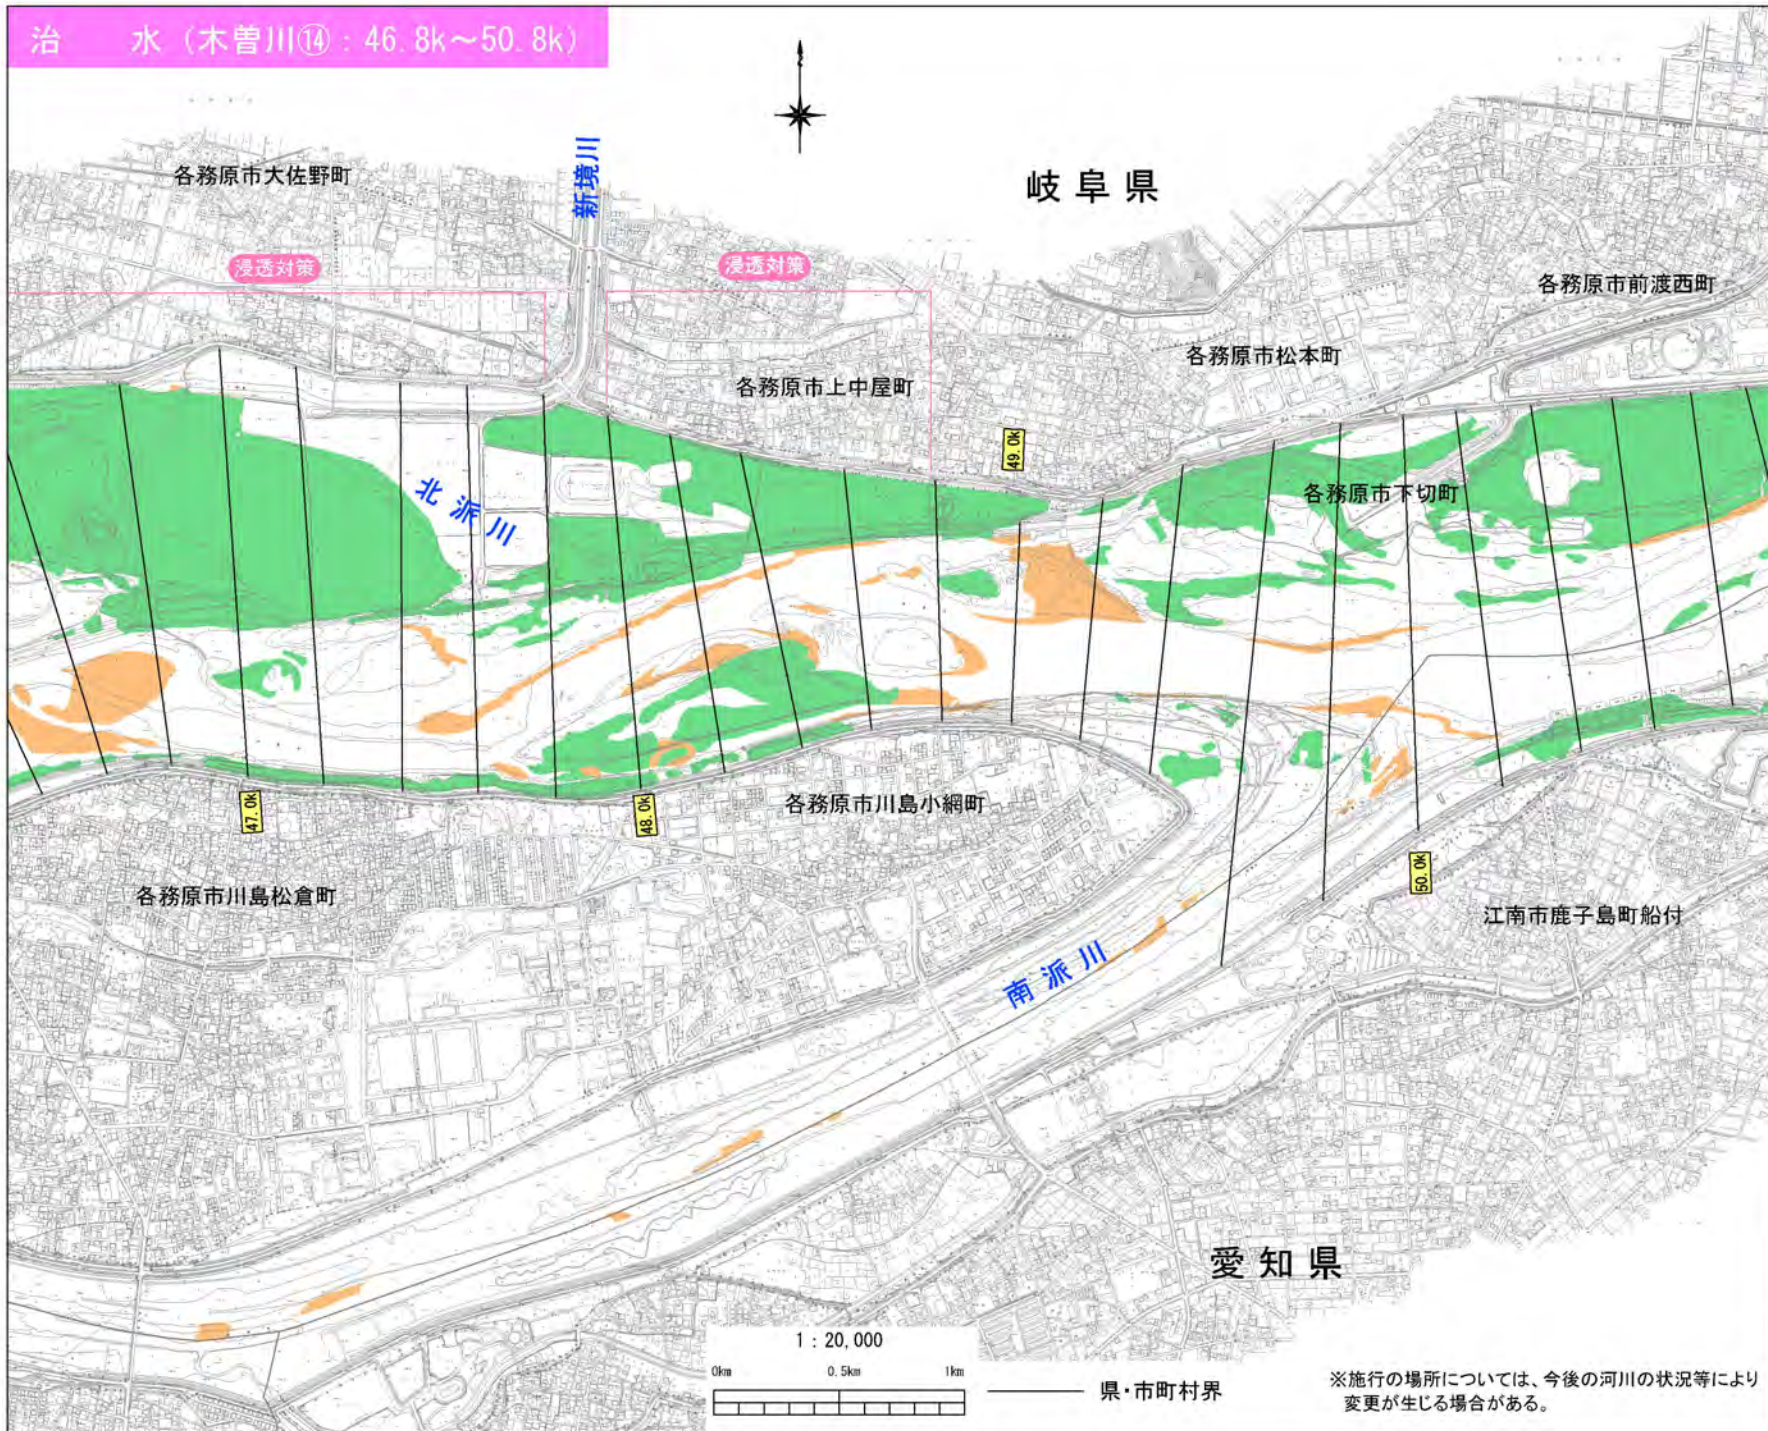 治　水（木曽川⑭：46.8k～50.8k）
岐阜県
各務原市大佐野町
新境川
浸透対策
浸透対策
各務原市前渡西町
各務原市松本町
各務原市上中屋町
49.0k
各務原市下切町
北派川
47.0k
48.0k
各務原市川島小網町
50.0k
各務原市川島松倉町
江南市鹿子島町船付
南派川
愛知県
1：20,000
0km 0.5km 1km
県・市町村界
※施行の場所については、今後の河川の状況等により
変更が生じる場合がある。